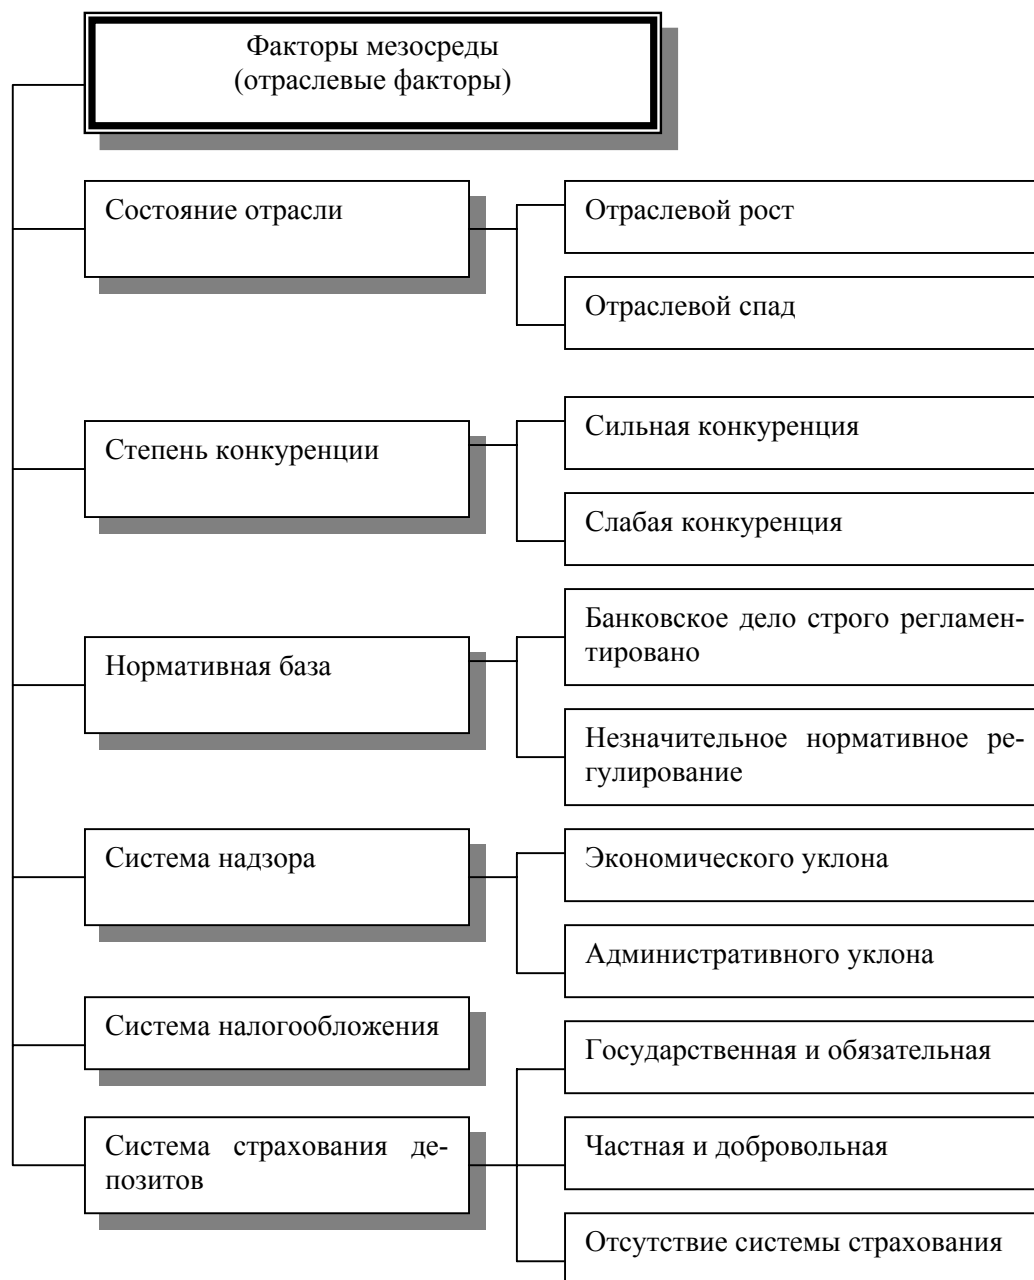 Факторы мезосреды
(отраслевые факторы)
Состояние отрасли
Отраслевой рост
Отраслевой спад
Степень конкуренции
Сильная конкуренция
Слабая конкуренция
Нормативная база
Банковское дело строго регламен-
тировано
Незначительное нормативное ре-
гулирование
Система надзора
Экономического уклона
Административного уклона
Система налогообложения
Система страхования де-
позитов
Государственная и обязательная
Частная и добровольная
Отсутствие системы страхования